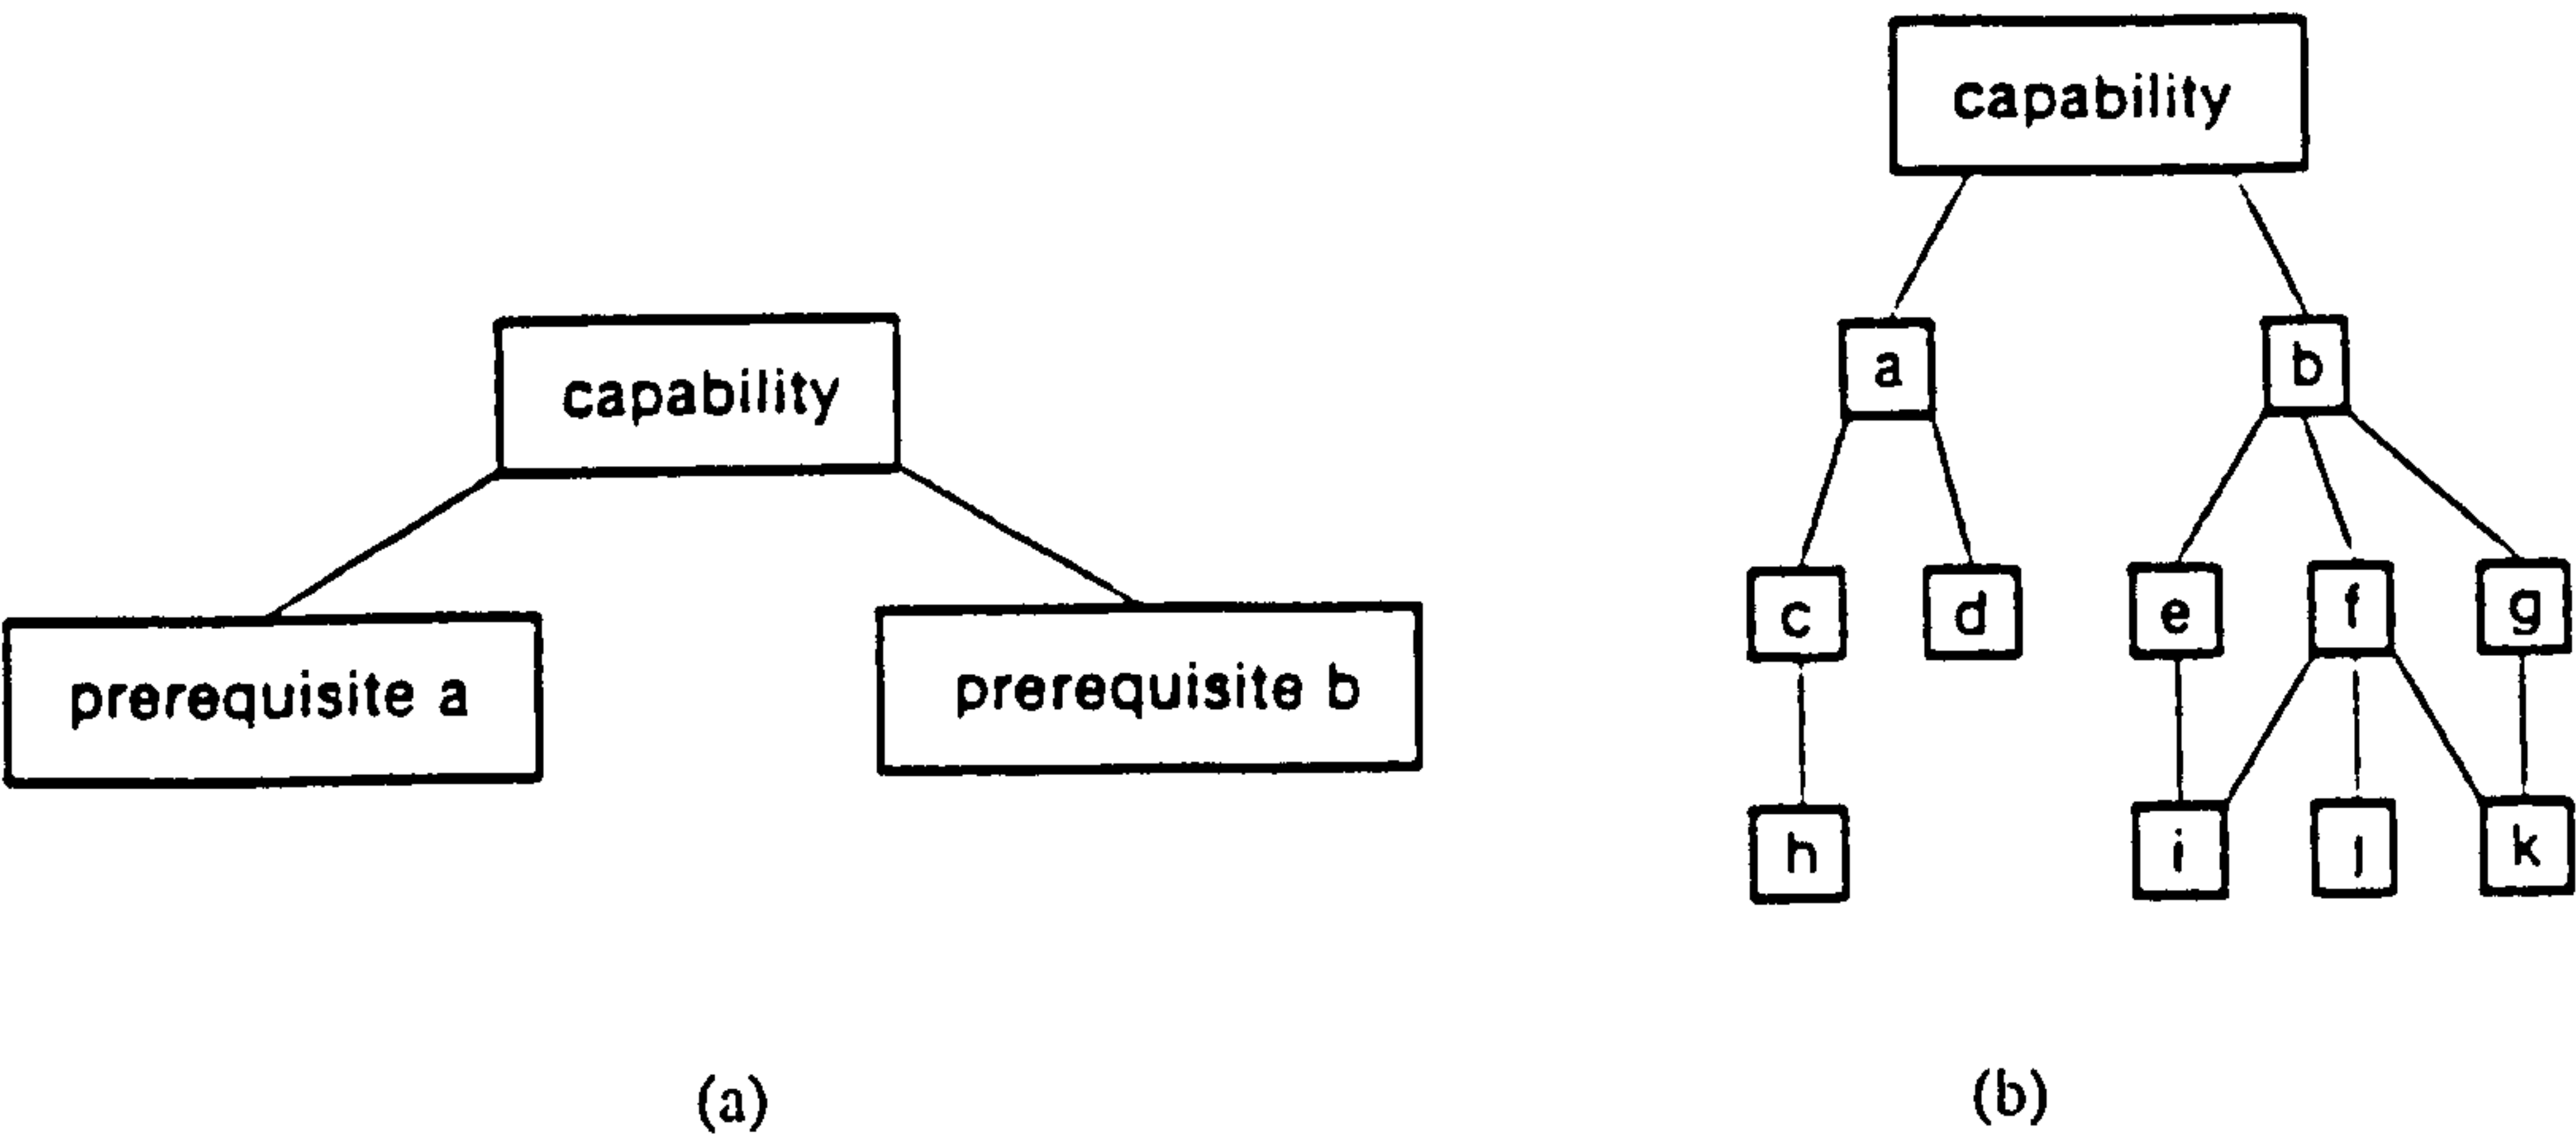 capability
prerequisite a
prerequisite b
(a)
capability
a
b
c
d
e
f
g
h
i
j
k
(b)